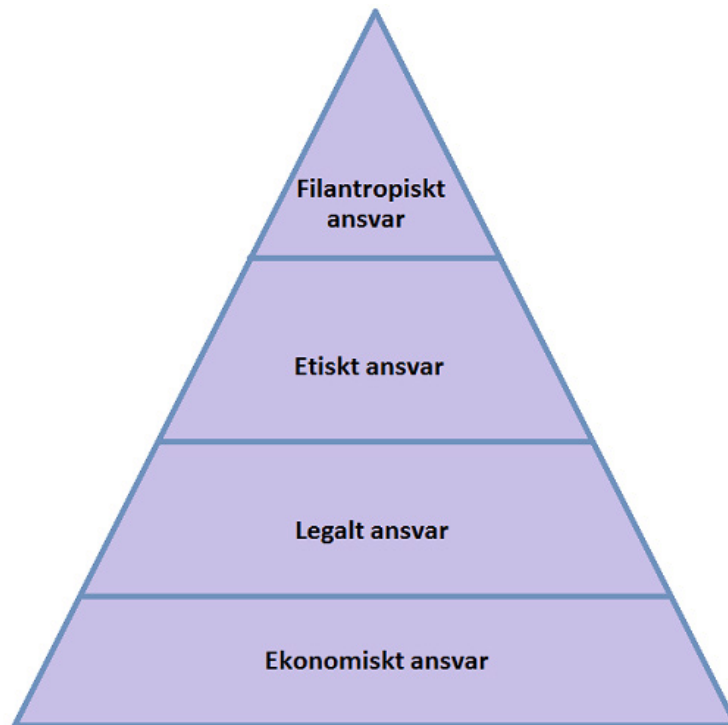 Filantropiskt
ansvar
Etiskt ansvar
Legalt ansvar
Ekonomiskt ansvar